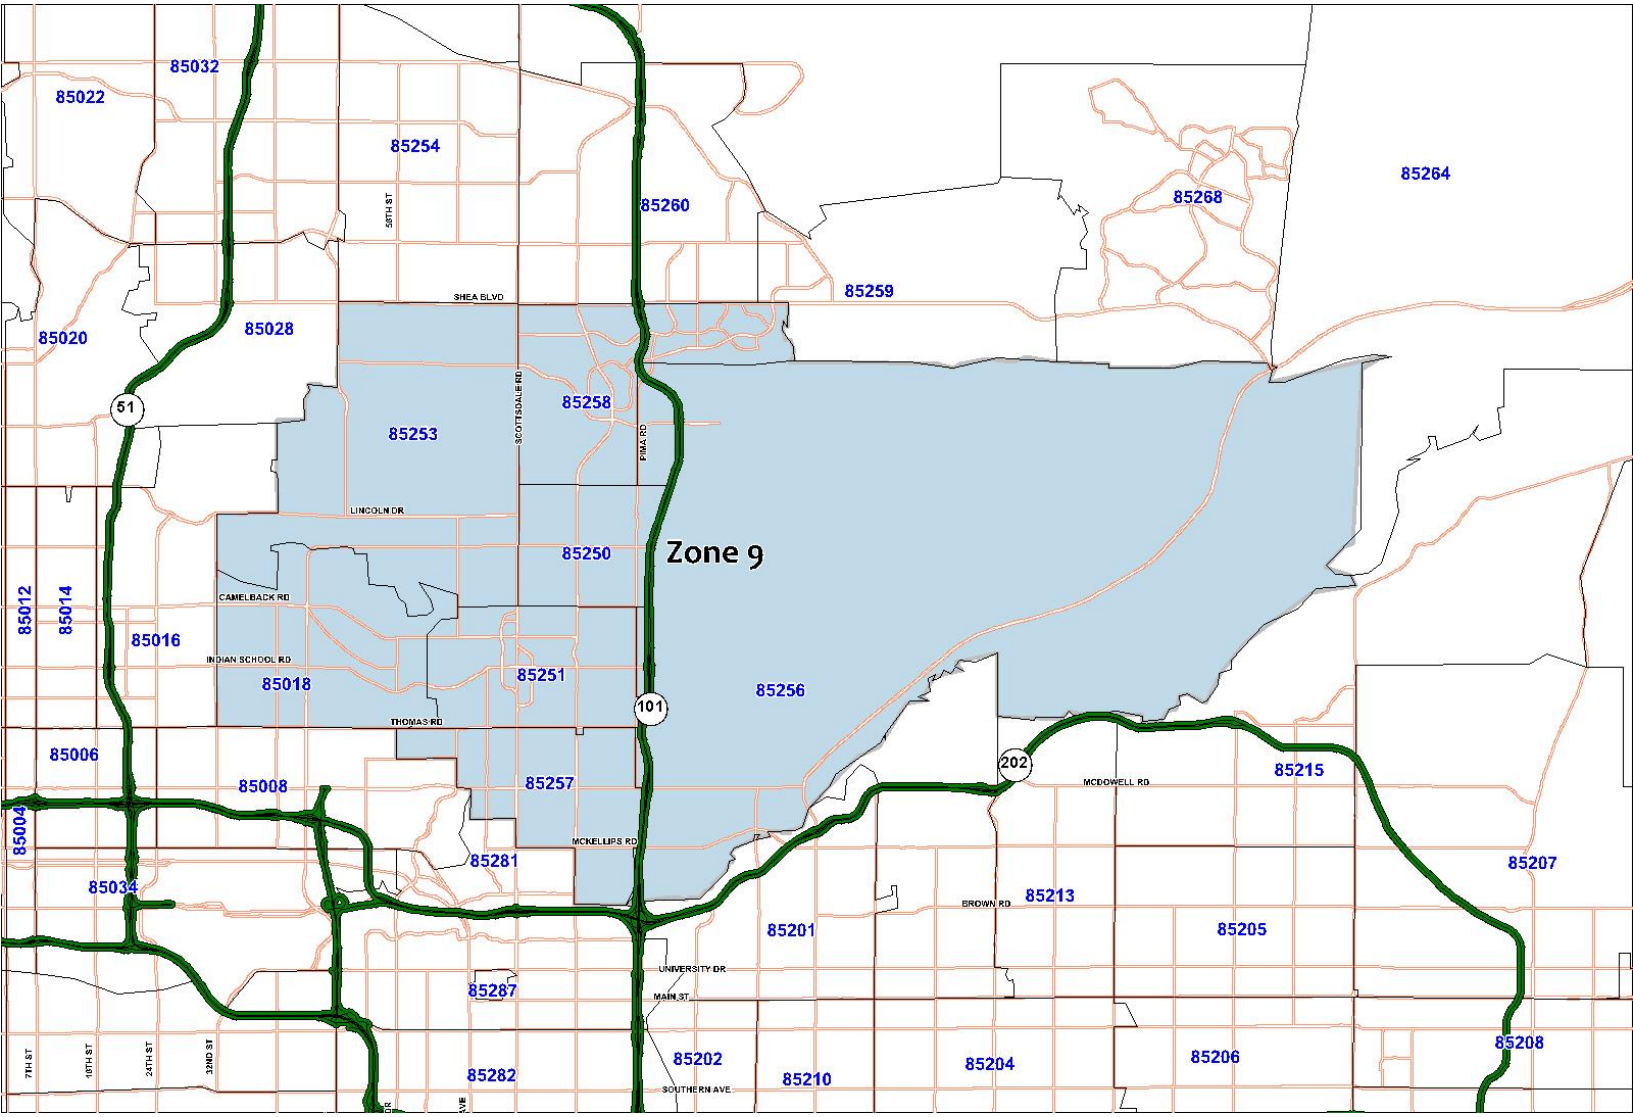 85032
85022
85254
85264
56TH ST
85268
85260
SHEA BLVD
85259
85028
85020
51
SCOTTSDALE RD
85258
85253
PIMA RD
LINCOLN DR
85250
Zone 9
CAMELBACK RD
85012
85014
85016
INDIAN SCHOOL RD
85018
85251
85256
101
THOMAS RD
85006
202
85008
85257
MCDOWELL RD
85215
85004
MCKELLIPS RD
85281
85207
85034
85213
BROWN RD
85201
85205
UNIVERSITY DR
85287
MAIN ST
7TH ST
16TH ST
24TH ST
32ND ST
85202
85204
85206
85208
85282
85210
SOUTHERN AVE
DR
AVE